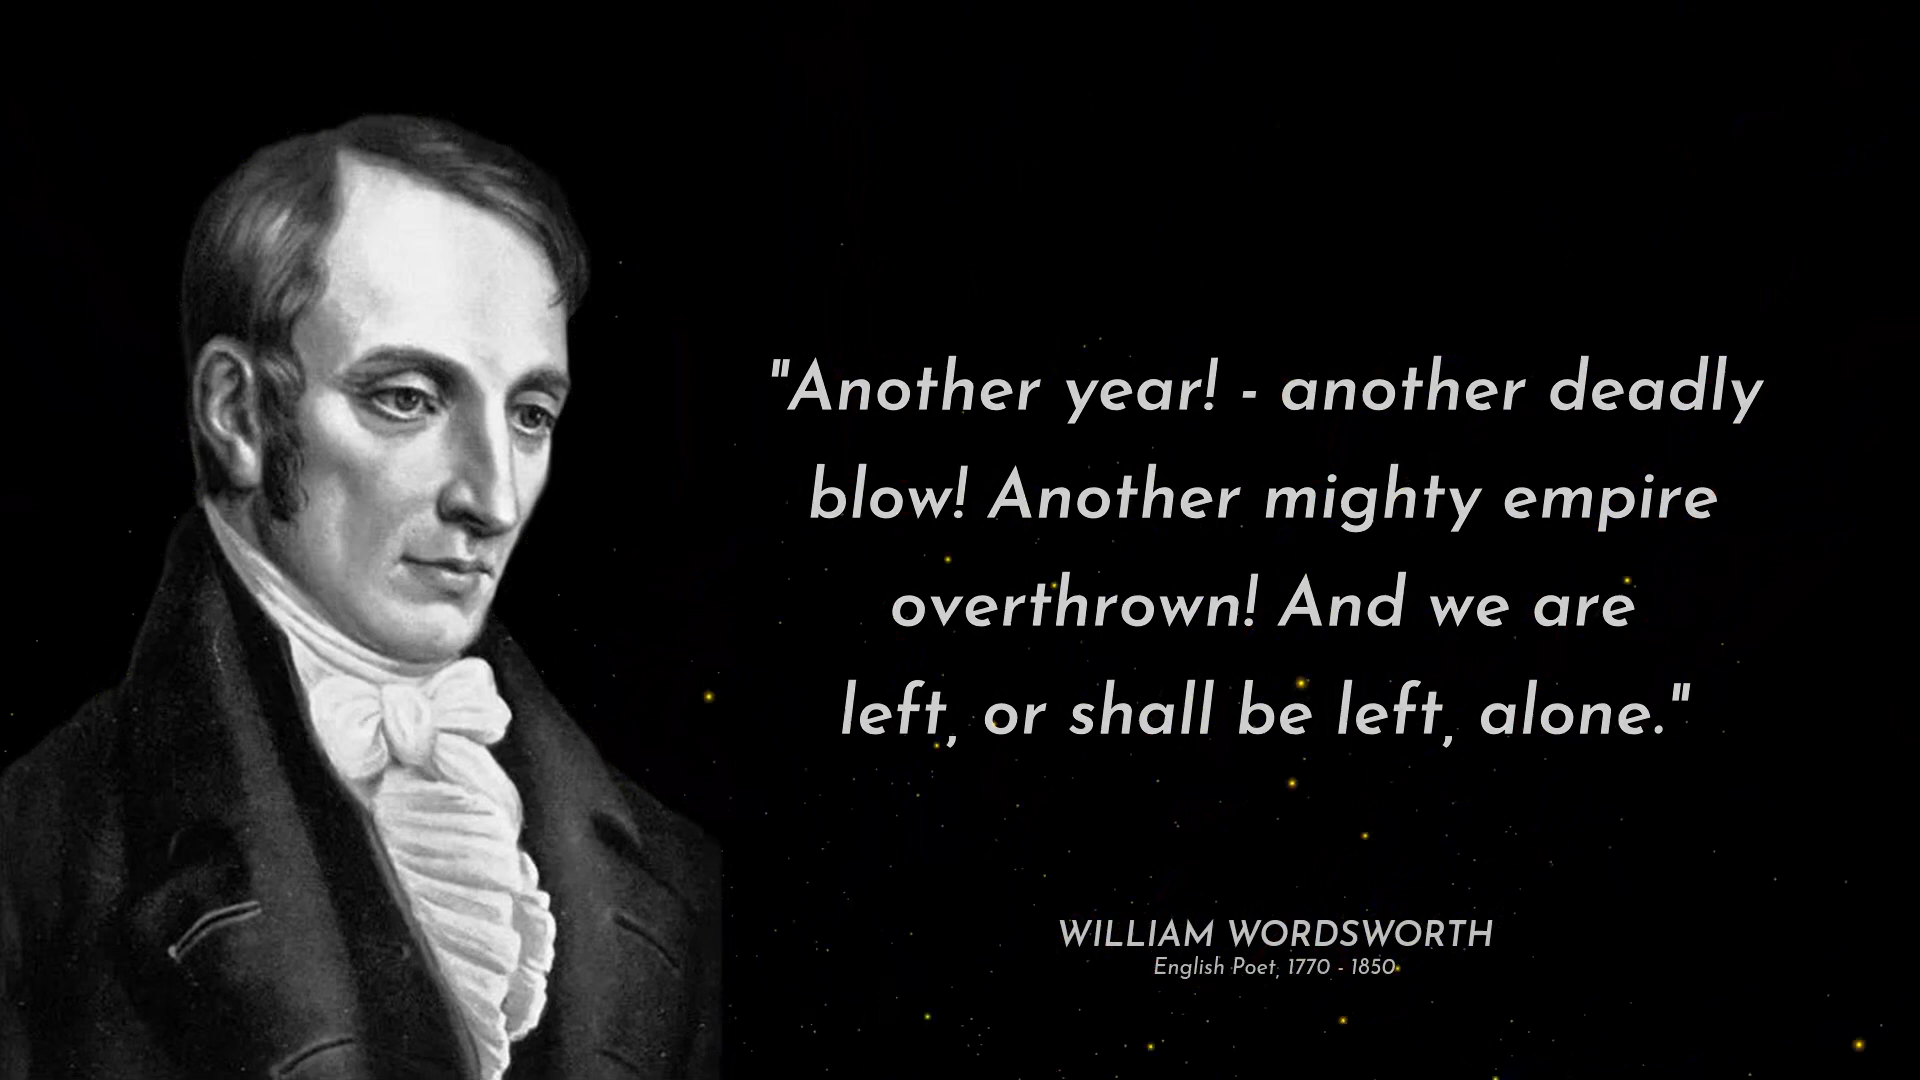 "Another year! - another deadly
blow! Another mighty empire
overthrown! And we are
left, or shall be left, alone."
WILLIAM WORDSWORTH
English Poet, 1770 - 1850